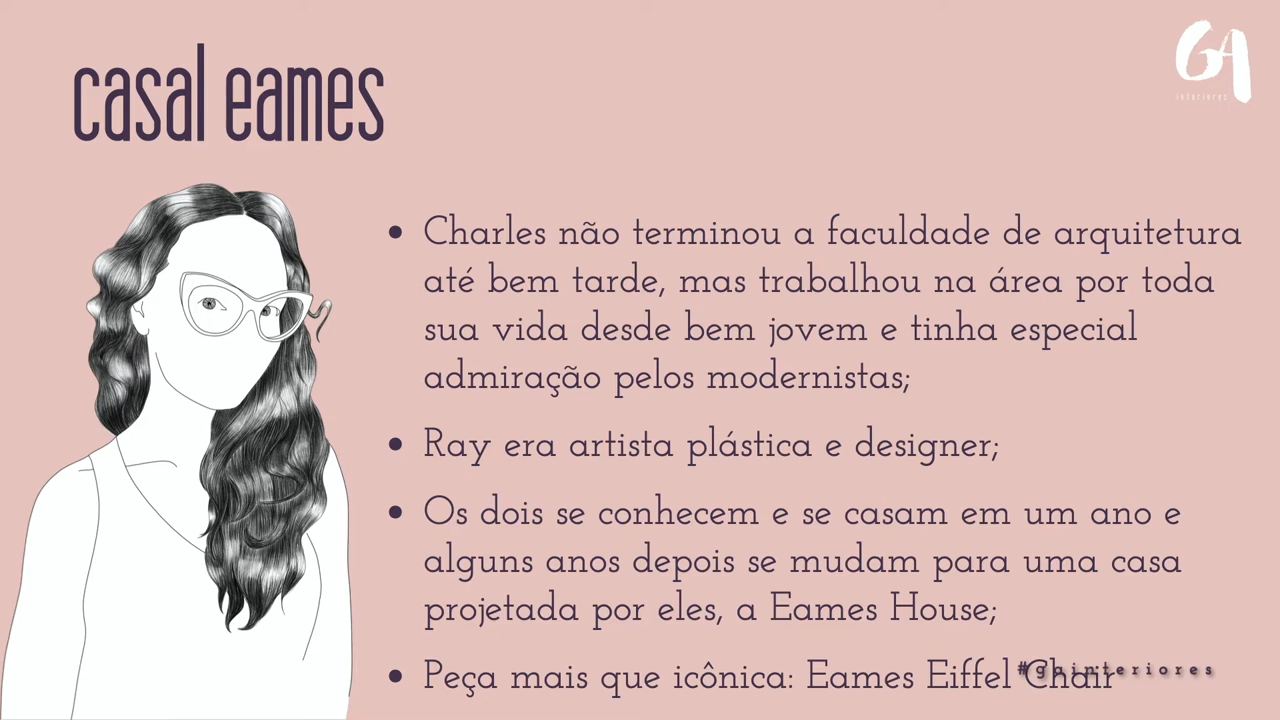 casal eames
GA
interiores
• Charles não terminou a faculdade de arquitetura
até bem tarde, mas trabalhou na área por toda
sua vida desde bem jovem e tinha especial
admiração pelos modernistas;
• Ray era artista plástica e designer;
• Os dois se conhecem e se casam em um ano e
alguns anos depois se mudam para uma casa
projetada por eles, a Eames House;
• Peça mais que icônica: Eames Eiffel Chair
#gainteriores